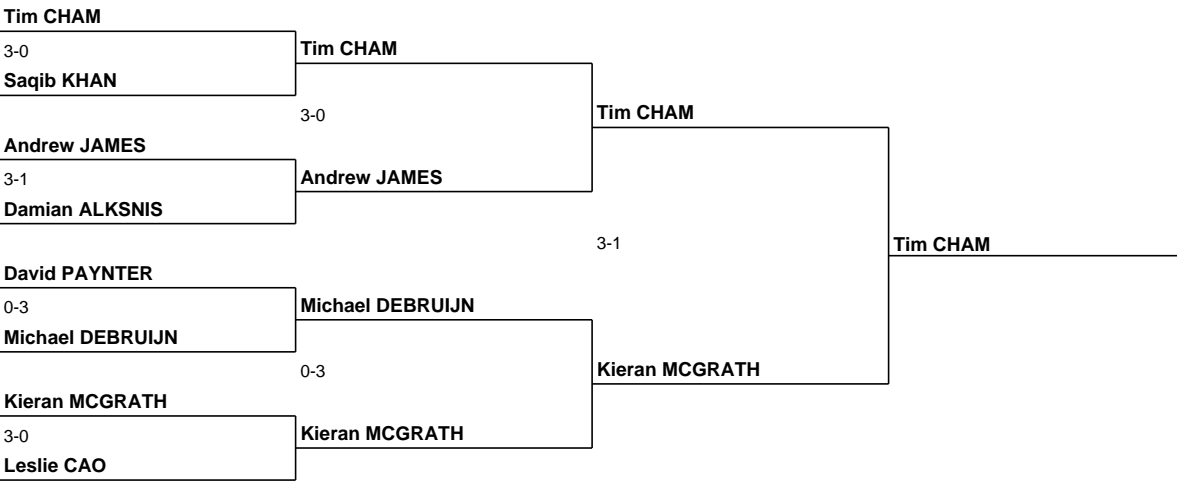 Tim CHAM
3-0
Saqib KHAN
Tim CHAM
3-0
Andrew JAMES
3-1
Damian ALKSNIS
Andrew JAMES
Tim CHAM
3-1
Tim CHAM
David PAYNTER
0-3
Michael DEBRUIJN
Michael DEBRUIJN
0-3
Kieran MCGRATH
Kieran MCGRATH
3-0
Leslie CAO
Kieran MCGRATH